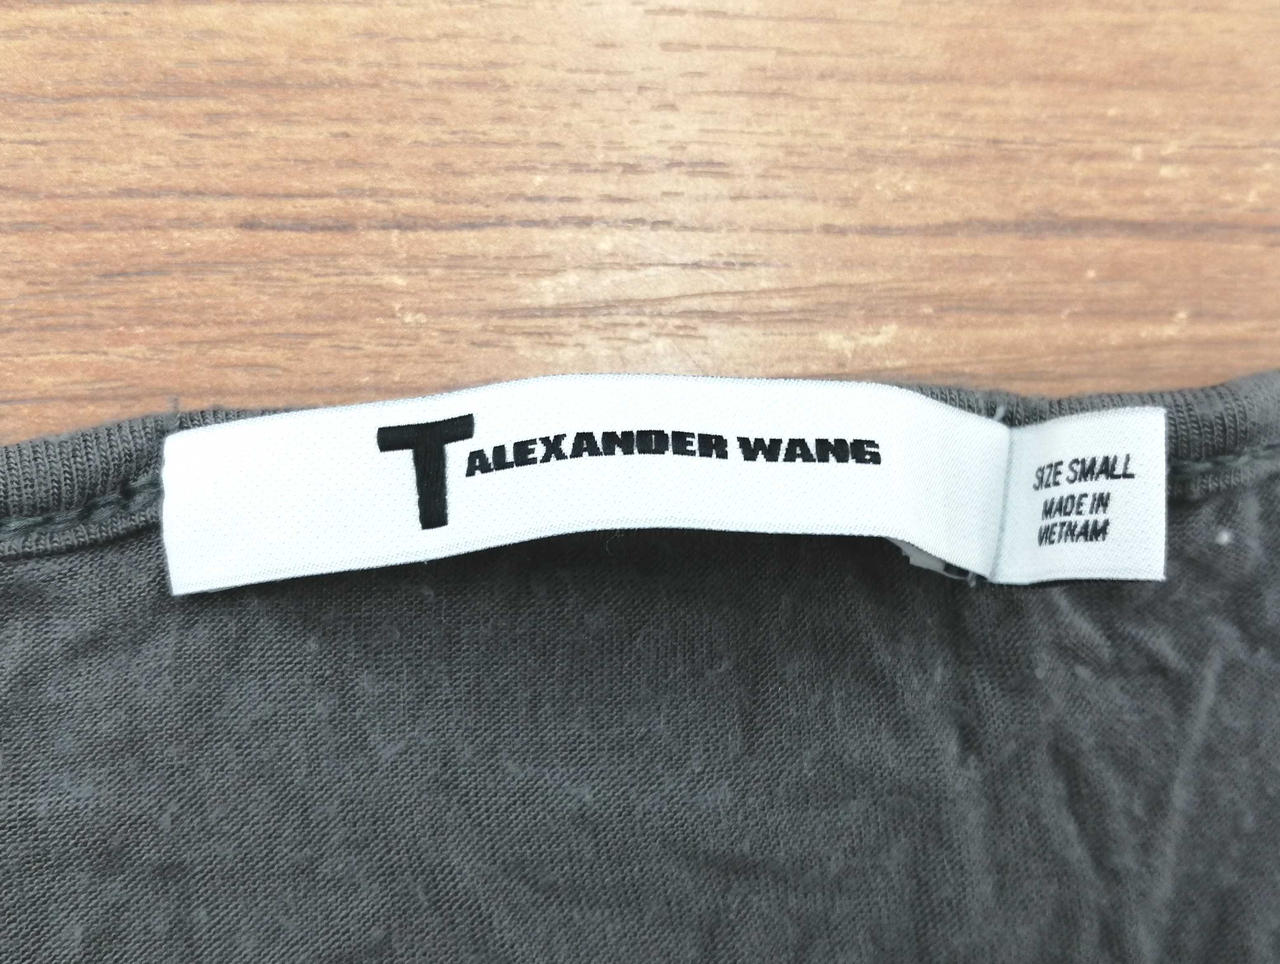 T ALEXANDER WANG
SIZE SMALL
MADE IN
VIETNAM